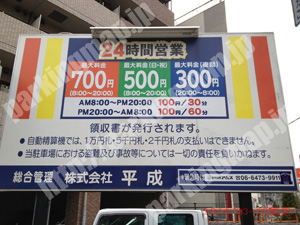 24時間営業
最大料金 最大料金(日・祝) 最大料金(夜間)
700円 500円 300円
(8:00〜20:00) (8:00〜20:00) (20:00〜8:00)
AM8:00〜PM20:00 100円/30分
PM20:00〜AM8:00 100円/60分
領収書が発行されます。
●自動精算機では、1万円札・5千円札・2千円札の支払いはできません。
●当駐車場における盗難及び事故等については一切の責任を負いかねます。
総合管理 株式会社 平成
06-6473-9911
parkingmap.jp